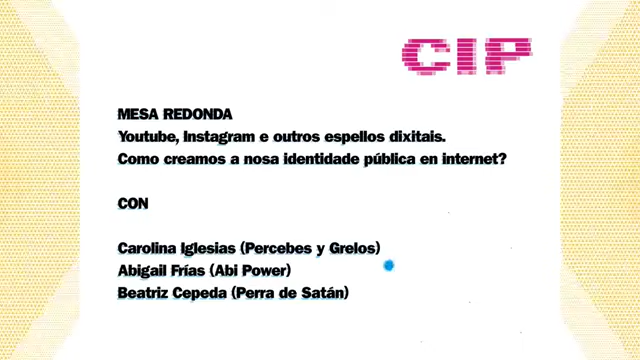 CIP
MESA REDONDA
Youtube, Instagram e outros espellos dixitais.
Como creamos a nosa identidade pública en internet?
CON
Carolina Iglesias (Percebes y Grelos)
Abigail Frías (Abi Power)
Beatriz Cepeda (Perra de Satán)